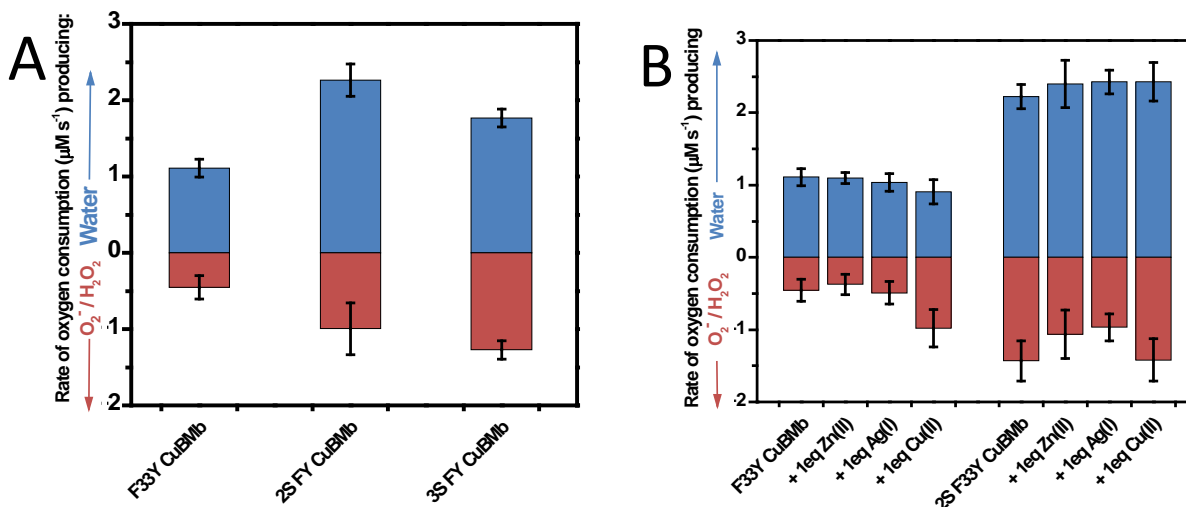 A
Rate of oxygen consumption (μM s⁻¹) producing:
O₂⁻ / H₂O₂ Water
3
2
1
0
-1
-2
F33Y CuBMb
2S FY CuBMb
3S FY CuBMb
B
Rate of oxygen consumption (μM s⁻¹) producing
O₂⁻ / H₂O₂ Water
3
2
1
0
-1
-2
F33Y CuBMb
+ 1eq Zn(II)
+ 1eq Ag(I)
+ 1eq Cu(II)
2S F33Y CuBMb
+ 1eq Zn(II)
+ 1eq Ag(I)
+ 1eq Cu(II)